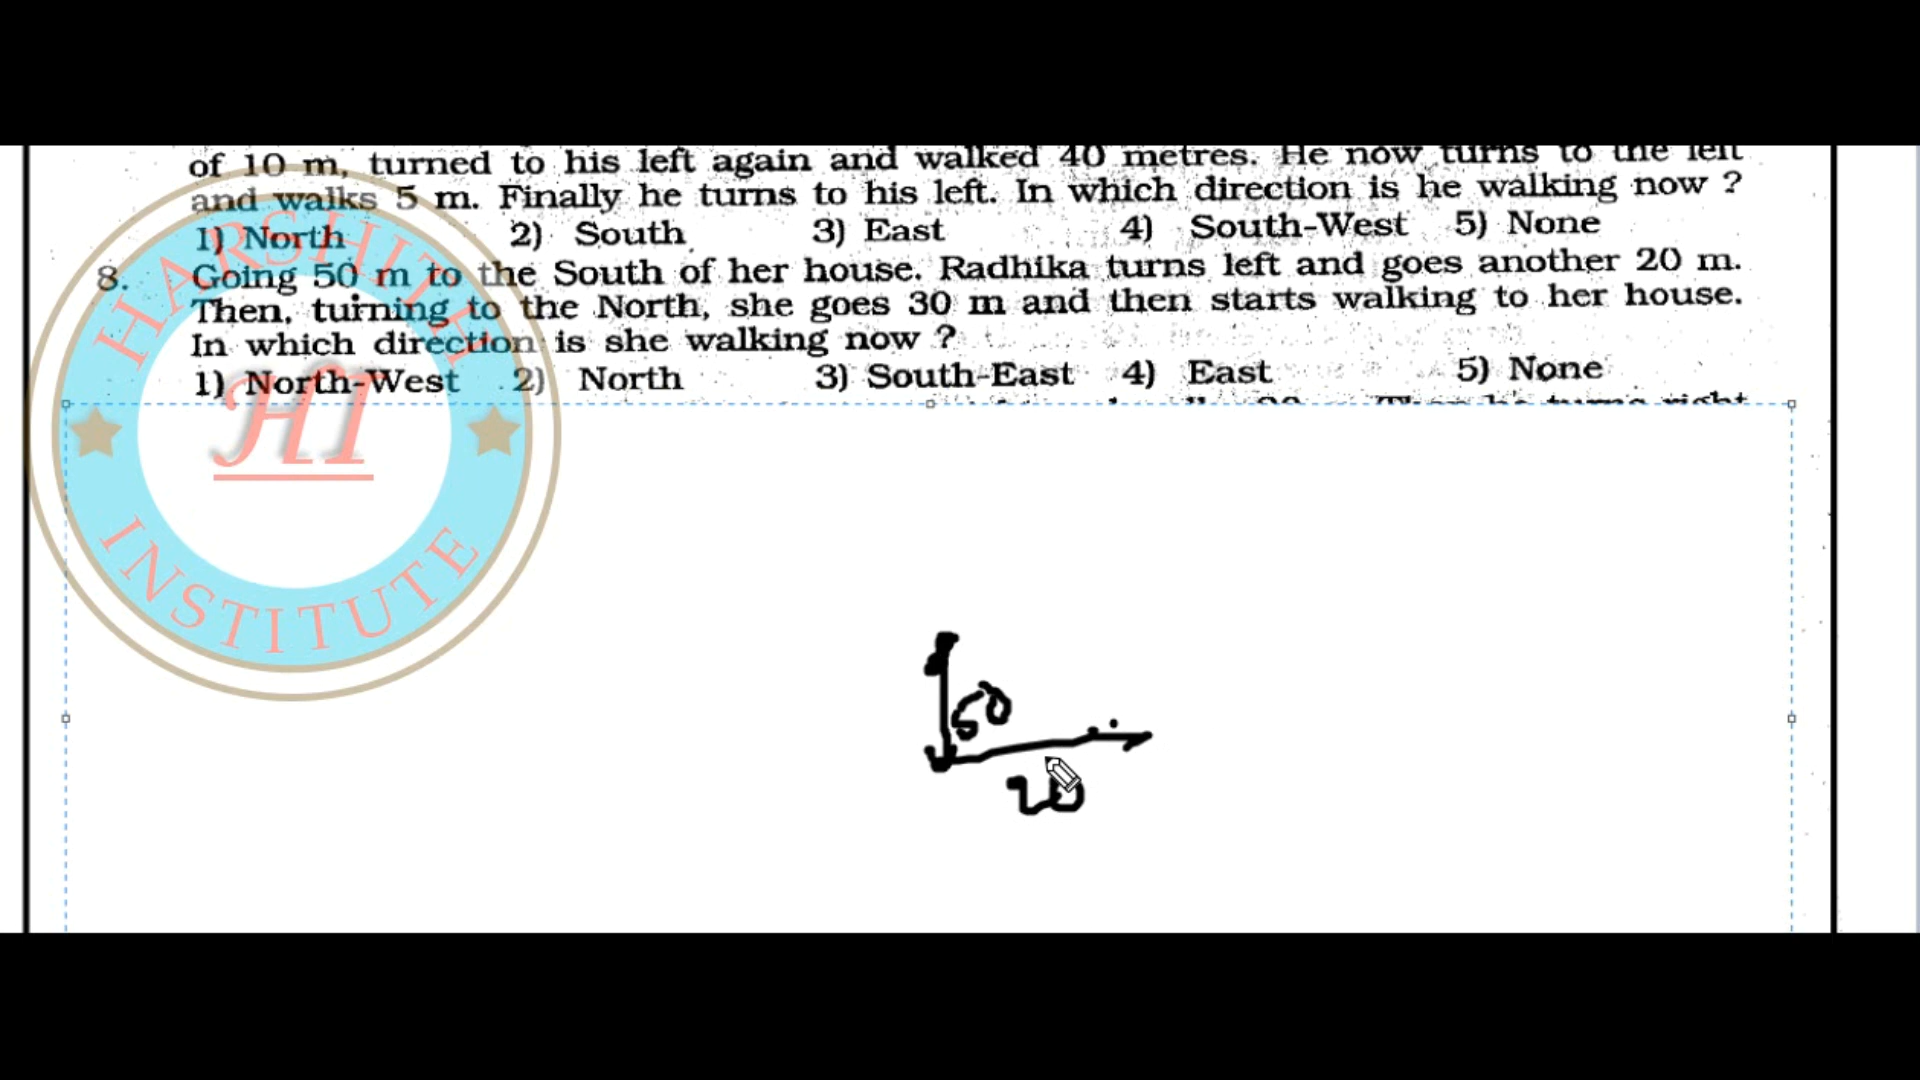 of 10 m, turned to his left again and walked 40 metres. He now turns to the left
and walks 5 m. Finally he turns to his left. In which direction is he walking now ?
1) North 2) South 3) East 4) South-West 5) None
8. Going 50 m to the South of her house. Radhika turns left and goes another 20 m.
Then, turning to the North, she goes 30 m and then starts walking to her house.
In which direction is she walking now ?
1) North-West 2) North 3) South-East 4) East 5) None
Then he turns right
HARSHITH
HI
INSTITUTE
50
20